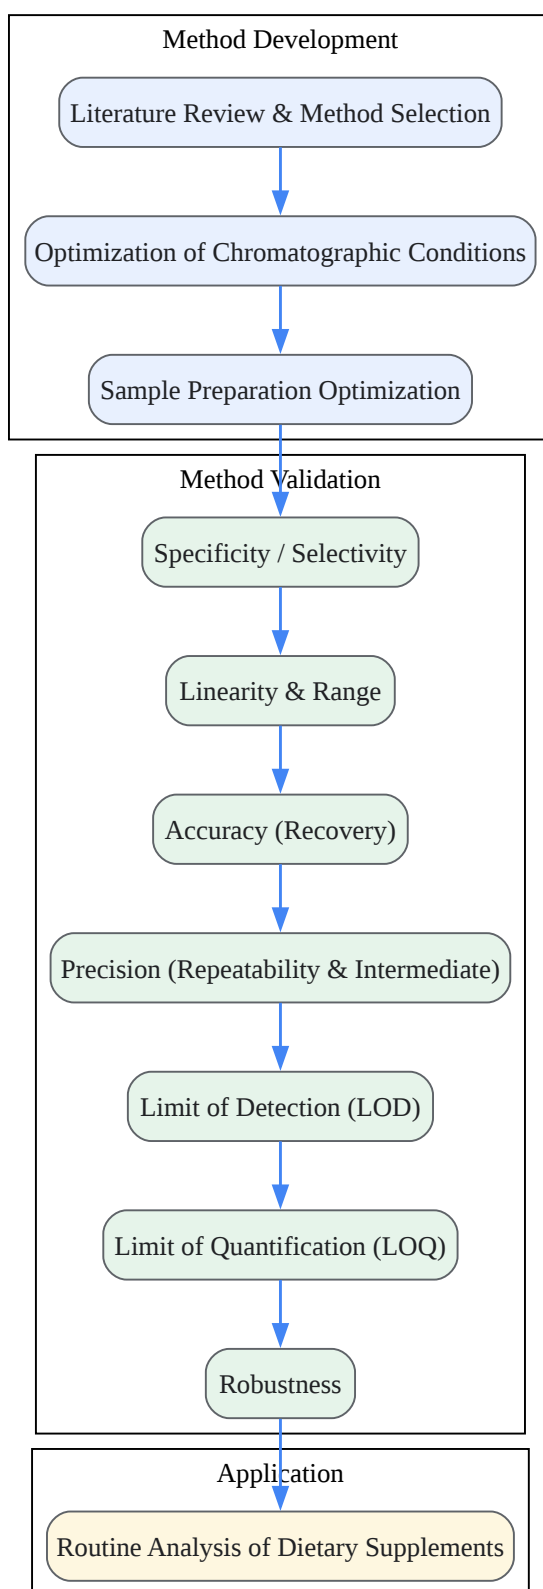 Method Development
Literature Review & Method Selection
Optimization of Chromatographic Conditions
Sample Preparation Optimization
Method Validation
Specificity / Selectivity
Linearity & Range
Accuracy (Recovery)
Precision (Repeatability & Intermediate)
Limit of Detection (LOD)
Limit of Quantification (LOQ)
Robustness
Application
Routine Analysis of Dietary Supplements